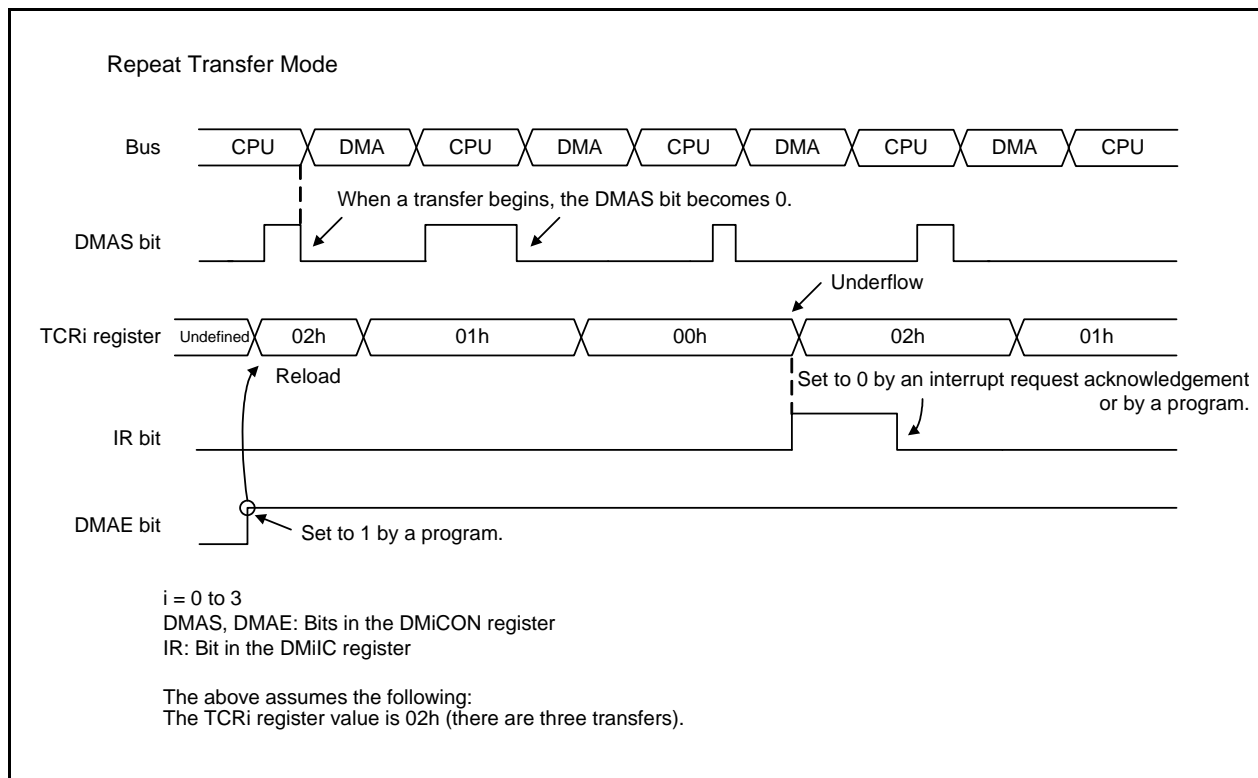 Repeat Transfer Mode
Bus
CPU DMA CPU DMA CPU DMA CPU DMA CPU
When a transfer begins, the DMAS bit becomes 0.
DMAS bit
Underflow
TCRi register
Undefined 02h 01h 00h 02h 01h
Reload
Set to 0 by an interrupt request acknowledgement
or by a program.
IR bit
DMAE bit
Set to 1 by a program.
i = 0 to 3
DMAS, DMAE: Bits in the DMiCON register
IR: Bit in the DMiIC register
The above assumes the following:
The TCRi register value is 02h (there are three transfers).